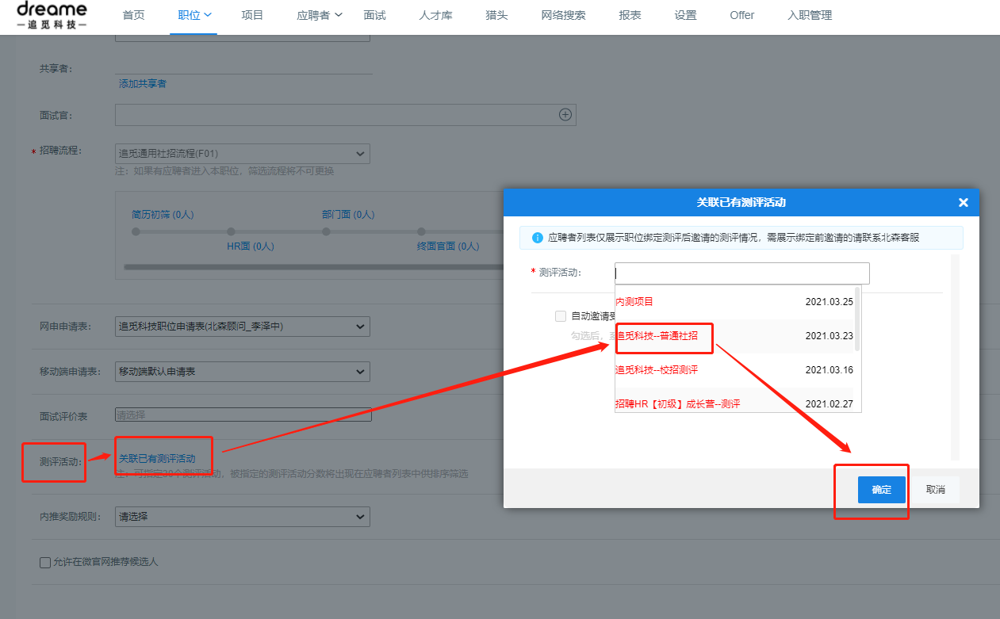 dreame
追觅科技
首页 职位 项目 应聘者 面试 人才库 猎头 网络搜索 报表 设置 Offer 入职管理
共享者:
添加共享者
面试官:
* 招聘流程: 追觅通用社招流程(F01)
注: 如果有应聘者进入本职位, 筛选流程将不可更换
简历初筛 (0人) 部门面 (0人)
HR面 (0人) 终面官面 (0人)
网申申请表: 追觅科技职位申请表(北森顾问_李泽中)
移动端申请表: 移动端默认申请表
面试评价表 请选择
测评活动: 关联已有测评活动
注: 可指定30个测评活动, 被指定的测评活动分数将出现在应聘者列表中供排序筛选
内推奖励规则: 请选择
允许在微官网推荐候选人
关联已有测评活动
应聘者列表仅展示职位绑定测评后邀请的测评情况, 需展示绑定前邀请的请联系北森客服
* 测评活动:
内测项目 2021.03.25
自动邀请
勾选后,
追觅科技--普通社招 2021.03.23
追觅科技--校招测评 2021.03.16
招聘HR【初级】成长营--测评 2021.02.27
确定 取消